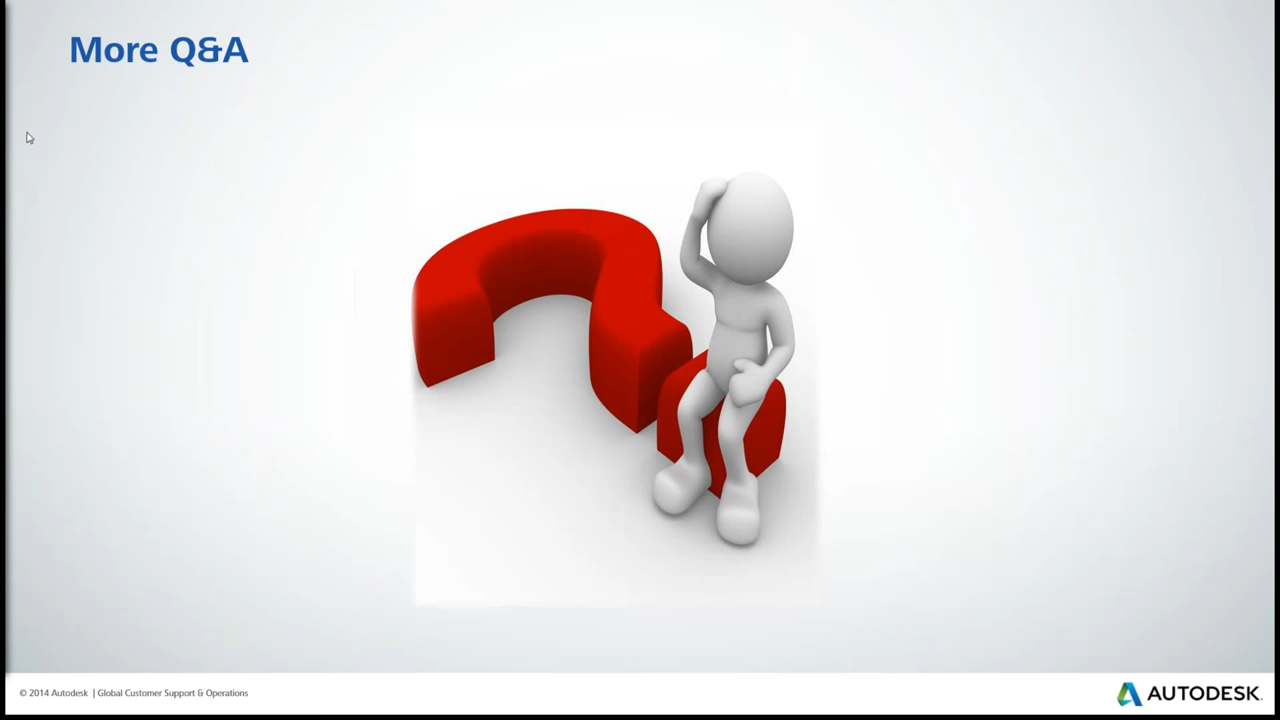 More Q&A
© 2014 Autodesk | Global Customer Support & Operations
AUTODESK.